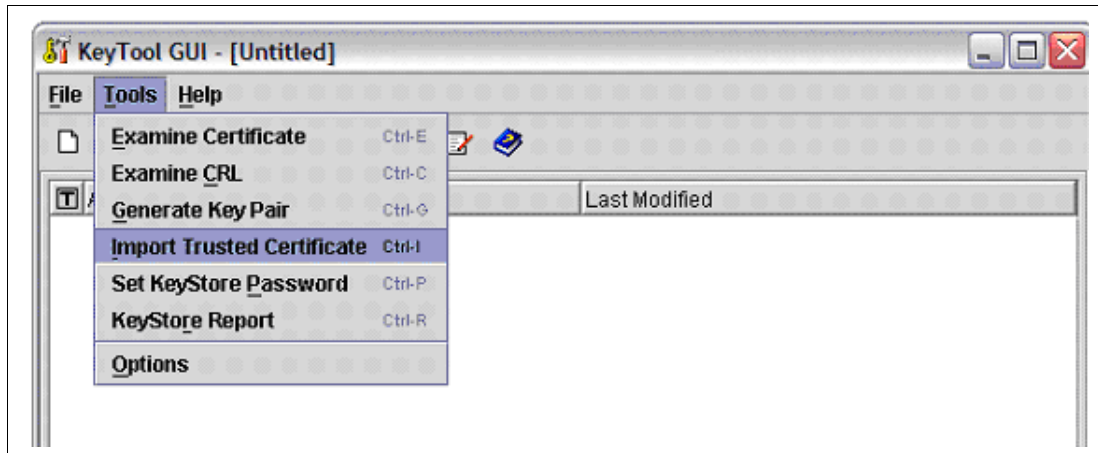 KeyTool GUI - [Untitled]
File Tools Help
Examine Certificate Ctrl-E
Examine CRL Ctrl-C
Generate Key Pair Ctrl-G
Import Trusted Certificate Ctrl-I
Set KeyStore Password Ctrl-P
KeyStore Report Ctrl-R
Options
T Last Modified